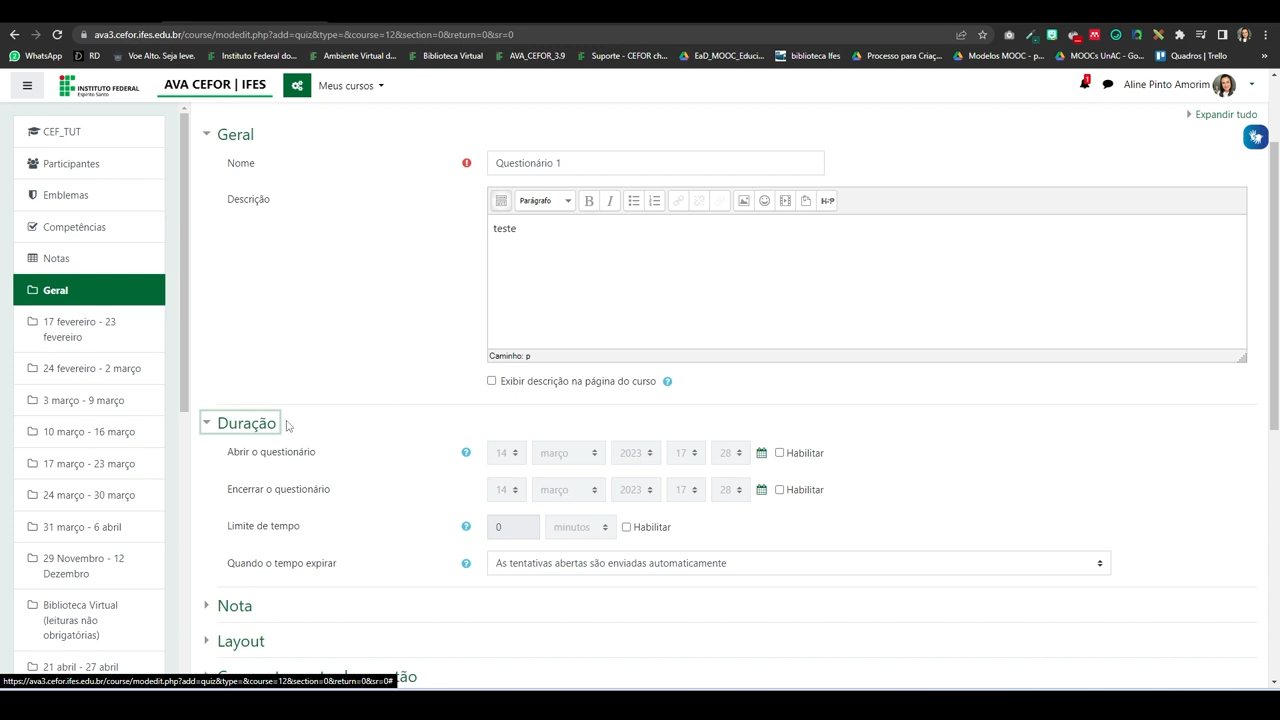 ava3.cefor.ifes.edu.br/course/modedit.php?add=quiz&type=&course=12&section=0&return=0&sr=0
WhatsApp
RD
Voe Alto. Seja leve.
Instituto Federal do...
Ambiente Virtual d...
Biblioteca Virtual
AVA_CEFOR_3.9
Suporte - CEFOR ch...
EaD_MOOC_Educi...
biblioteca Ifes
Processo para Criaç...
Modelos MOOC — p...
MOOCs UnAC - Go...
Quadros | Trello
INSTITUTO FEDERAL
Espírito Santo
AVA CEFOR | IFES
Meus cursos
1
Aline Pinto Amorim
CEF_TUT
Participantes
Emblemas
Competências
Notas
Geral
17 fevereiro - 23
fevereiro
24 fevereiro - 2 março
3 março - 9 março
10 março - 16 março
17 março - 23 março
24 março - 30 março
31 março - 6 abril
29 Novembro - 12
Dezembro
Biblioteca Virtual
(leituras não
obrigatórias)
21 abril - 27 abril
Expandir tudo
Geral
Nome
Questionário 1
Descrição
Parágrafo
B I
H-P
teste
Caminho: p
Exibir descrição na página do curso
Duração
Abrir o questionário
14 março 2023 17 28 Habilitar
Encerrar o questionário
14 março 2023 17 28 Habilitar
Limite de tempo
0 minutos Habilitar
Quando o tempo expirar
As tentativas abertas são enviadas automaticamente
Nota
Layout
https://ava3.cefor.ifes.edu.br/course/modedit.php?add=quiz&type=&course=12&section=0&return=0&sr=0#